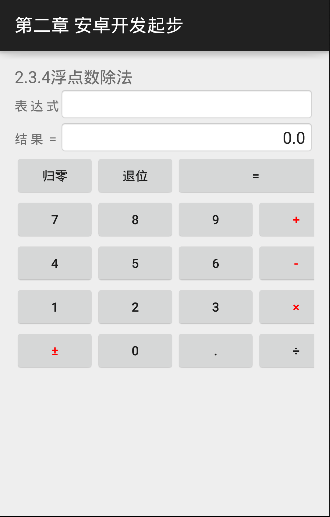 第二章 安卓开发起步
2.3.4浮点数除法
表 达 式
结 果 = 0.0
归零 退位 =
7 8 9 +
4 5 6 -
1 2 3 ×
± 0 . ÷